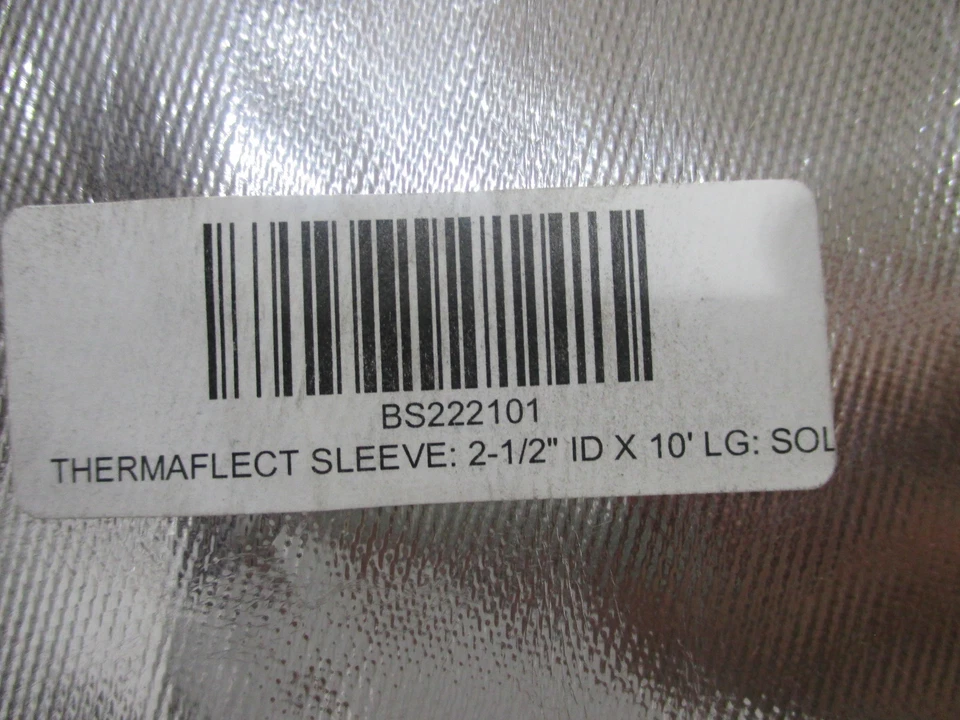 BS222101
THERMAFLECT SLEEVE: 2-1/2" ID X 10' LG: SOL